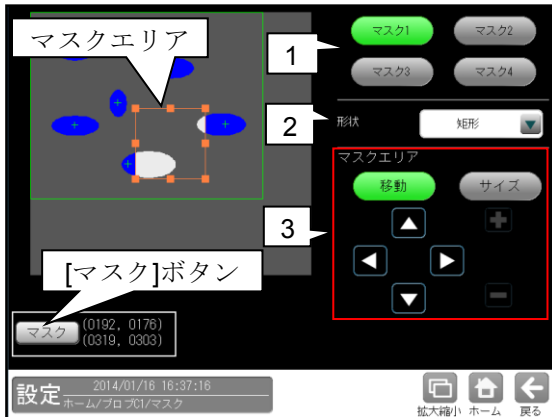 マスクエリア
1
マスク1
マスク2
マスク3
マスク4
2
形状
矩形
マスクエリア
3
移動
サイズ
[マスク]ボタン
マスク
(0192, 0176)
(0319, 0303)
設定
2014/01/16 16:37:16
ホーム/ブロブC1/マスク
拡大縮小
ホーム
戻る